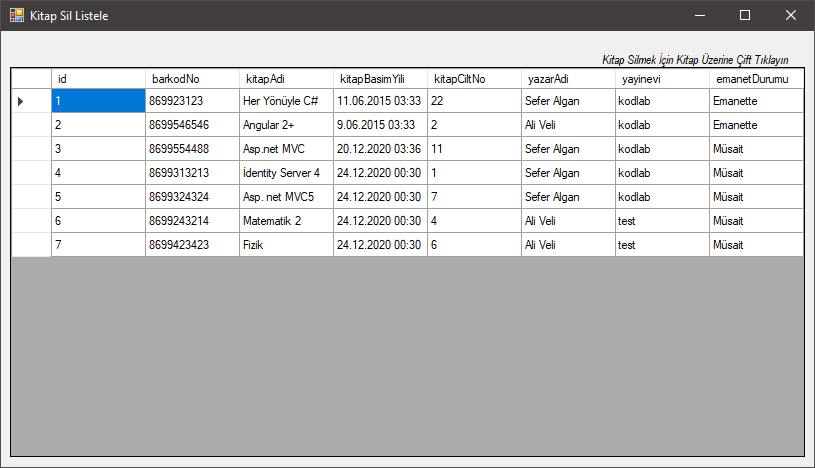 Kitap Sil Listele
Kitap Silmek İçin Kitap Üzerine Çift Tıklayın
id barkodNo kitapAdi kitapBasimYili kitapCiltNo yazarAdi yayinevi emanetDurumu
1 869923123 Her Yönüyle C# 11.06.2015 03:33 22 Sefer Algan kodlab Emanette
2 8699546546 Angular 2+ 9.06.2015 03:33 2 Ali Veli kodlab Emanette
3 8699554488 Asp.net MVC 20.12.2020 03:36 11 Sefer Algan kodlab Müsait
4 8699313213 İdentity Server 4 24.12.2020 00:30 1 Sefer Algan kodlab Müsait
5 8699324324 Asp. net MVC5 24.12.2020 00:30 7 Sefer Algan kodlab Müsait
6 8699243214 Matematik 2 24.12.2020 00:30 4 Ali Veli test Müsait
7 8699423423 Fizik 24.12.2020 00:30 6 Ali Veli test Müsait